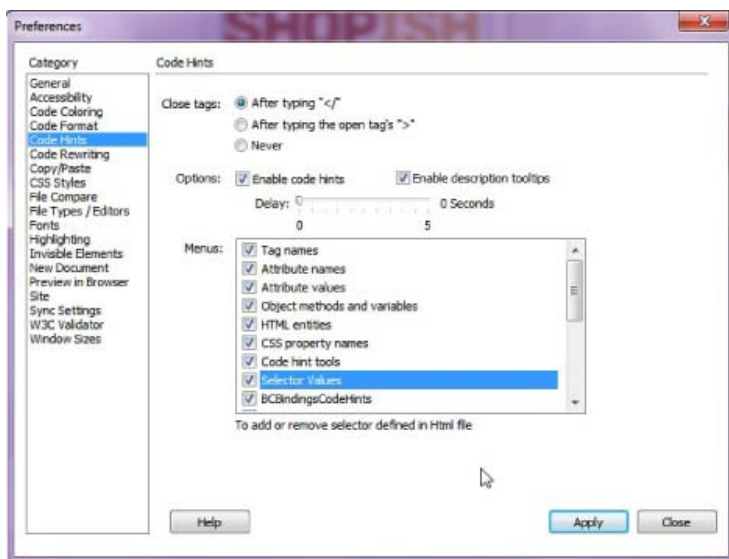 SHOPISH
Preferences
Category
General
Accessibility
Code Coloring
Code Format
Code Hints
Code Rewriting
Copy/Paste
CSS Styles
File Compare
File Types / Editors
Fonts
Highlighting
Invisible Elements
New Document
Preview in Browser
Site
Sync Settings
W3C Validator
Window Sizes
Code Hints
Close tags: After typing "</"
After typing the open tag's ">"
Never
Options: Enable code hints Enable description tooltips
Delay: 0 Seconds
0 5
Menus: Tag names
Attribute names
Attribute values
Object methods and variables
HTML entities
CSS property names
Code hint tools
Selector Values
BCBindingsCodeHints
To add or remove selector defined in Html file
Help Apply Close